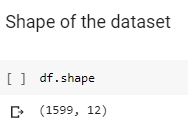 Shape of the dataset
[ ] df.shape
(1599, 12)